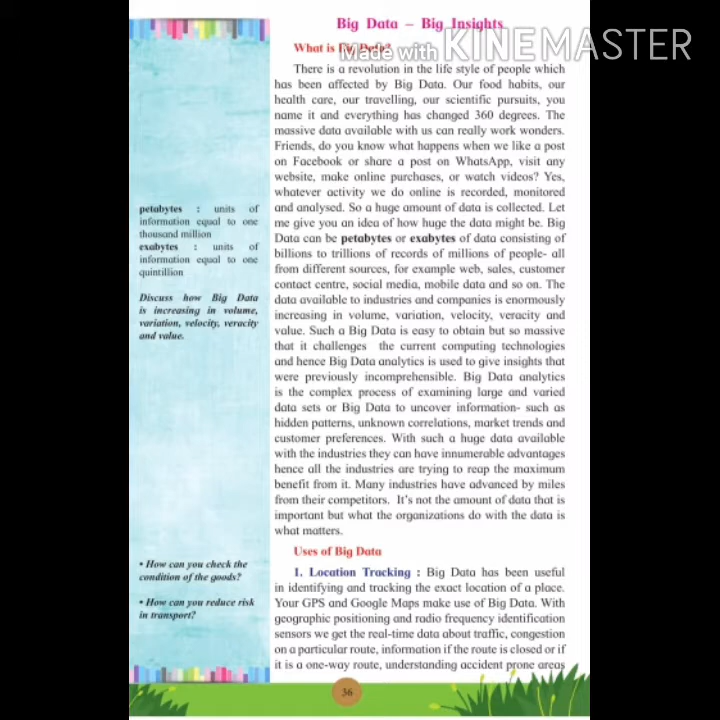 Big Data – Big Insights
Made with KINEMASTER
What is Big Data?
There is a revolution in the life style of people which
has been affected by Big Data. Our food habits, our
health care, our travelling, our scientific pursuits, you
name it and everything has changed 360 degrees. The
massive data available with us can really work wonders.
Friends, do you know what happens when we like a post
on Facebook or share a post on WhatsApp, visit any
website, make online purchases, or watch videos? Yes,
whatever activity we do online is recorded, monitored
and analysed. So a huge amount of data is collected. Let
me give you an idea of how huge the data might be. Big
Data can be petabytes or exabytes of data consisting of
billions to trillions of records of millions of people- all
from different sources, for example web, sales, customer
contact centre, social media, mobile data and so on. The
data available to industries and companies is enormously
increasing in volume, variation, velocity, veracity and
value. Such a Big Data is easy to obtain but so massive
that it challenges the current computing technologies
and hence Big Data analytics is used to give insights that
were previously incomprehensible. Big Data analytics
is the complex process of examining large and varied
data sets or Big Data to uncover information- such as
hidden patterns, unknown correlations, market trends and
customer preferences. With such a huge data available
with the industries they can have innumerable advantages
hence all the industries are trying to reap the maximum
benefit from it. Many industries have advanced by miles
from their competitors. It's not the amount of data that is
important but what the organizations do with the data is
what matters.
petabytes : units of
information equal to one
thousand million
exabytes : units of
information equal to one
quintillion
Discuss how Big Data
is increasing in volume,
variation, velocity, veracity
and value.
Uses of Big Data
1. Location Tracking : Big Data has been useful
in identifying and tracking the exact location of a place.
Your GPS and Google Maps make use of Big Data. With
geographic positioning and radio frequency identification
sensors we get the real-time data about traffic, congestion
on a particular route, information if the route is closed or if
it is a one-way route, understanding accident prone areas
• How can you check the
condition of the goods?
• How can you reduce risk
in transport?
36